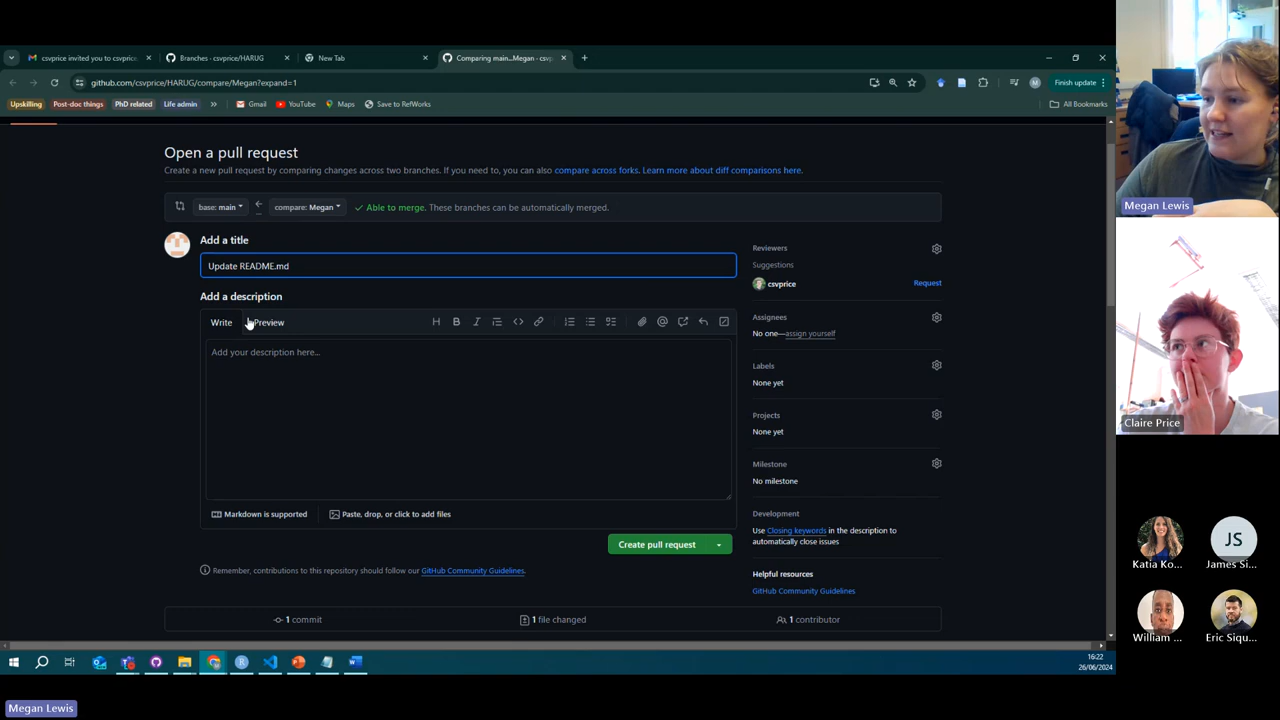 csvprice invited you to csvprice
Branches · csvprice/HARUG
New Tab
Comparing main...Megan · csvp
github.com/csvprice/HARUG/compare/Megan?expand=1
M
Finish update
Upskilling
Post-doc things
PhD related
Life admin
Gmail
YouTube
Maps
Save to RefWorks
All Bookmarks
Open a pull request
Create a new pull request by comparing changes across two branches. If you need to, you can also compare across forks. Learn more about diff comparisons here.
base: main
compare: Megan
Able to merge. These branches can be automatically merged.
Add a title
Update README.md
Add a description
Write
Preview
Add your description here...
Markdown is supported
Paste, drop, or click to add files
Create pull request
Remember, contributions to this repository should follow our GitHub Community Guidelines.
Reviewers
Suggestions
csvprice
Request
Assignees
No one—assign yourself
Labels
None yet
Projects
None yet
Milestone
No milestone
Development
Use Closing keywords in the description to
automatically close issues
Helpful resources
GitHub Community Guidelines
1 commit
1 file changed
1 contributor
16:22
26/06/2024
Megan Lewis
Megan Lewis
Claire Price
Katia Ko...
JS
James Si...
William ...
Eric Siqu...